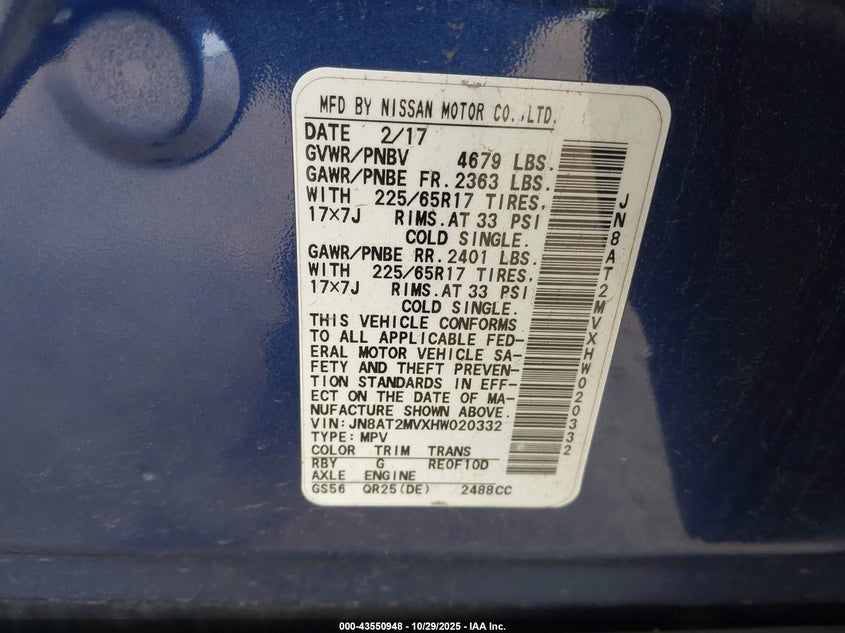 MFD BY NISSAN MOTOR CO.,LTD.
DATE 2/17
GVWR/PNBV 4679 LBS.
GAWR/PNBE FR. 2363 LBS.
WITH 225/65R17 TIRES,
17×7J RIMS. AT 33 PSI
COLD SINGLE.
GAWR/PNBE RR. 2401 LBS.
WITH 225/65R17 TIRES,
17×7J RIMS. AT 33 PSI
COLD SINGLE.
THIS VEHICLE CONFORMS
TO ALL APPLICABLE FED-
ERAL MOTOR VEHICLE SA-
FETY AND THEFT PREVEN-
TION STANDARDS IN EFF-
ECT ON THE DATE OF MA-
NUFACTURE SHOWN ABOVE.
VIN:JN8AT2MVXHW020332
TYPE:MPV
COLOR TRIM TRANS
RBY G RE0F10D
AXLE ENGINE
GS56 QR25(DE) 2488CC
JN8AT2MVXHW020332
000-43550948 - 10/29/2025 - IAA Inc.